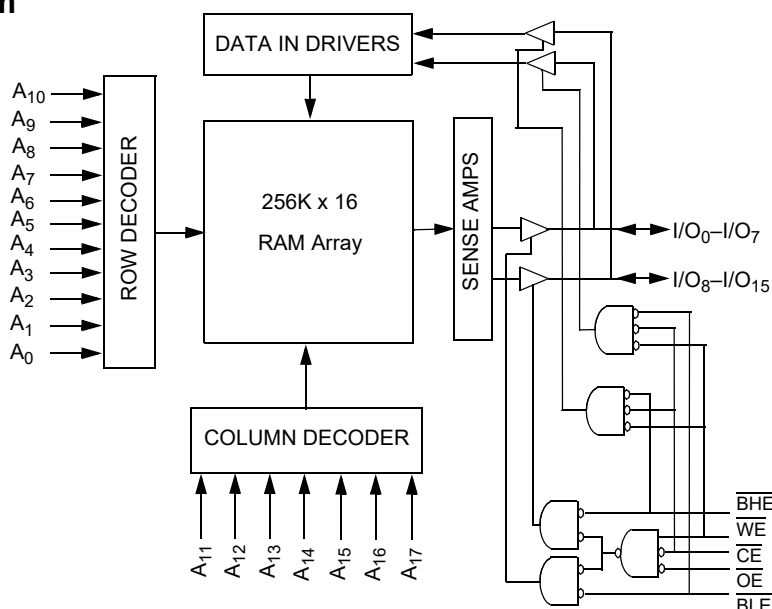 DATA IN DRIVERS
A10
A9
A8
A7
A6
A5
A4
A3
A2
A1
A0
ROW DECODER
256K x 16
RAM Array
SENSE AMPS
I/O0–I/O7
I/O8–I/O15
COLUMN DECODER
A11
A12
A13
A14
A15
A16
A17
BHE
WE
CE
OE
BLE